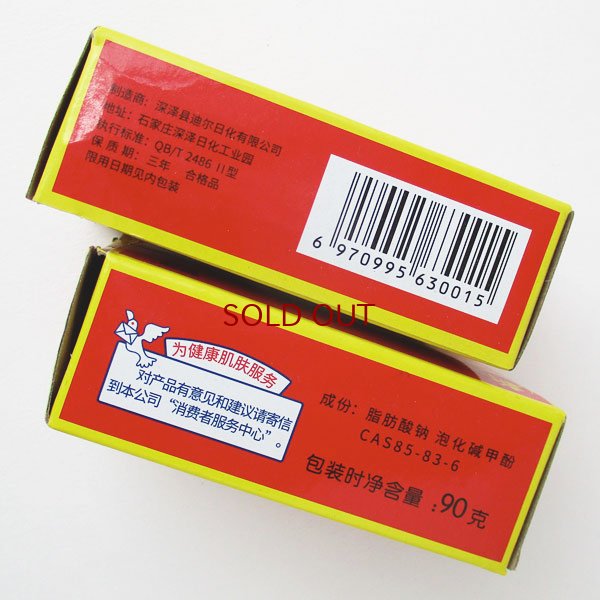 制造商：深泽县迪尔日化有限公司
地址：石家庄深泽日化工业园
执行标准：QB/T 2486 II型
保质期：三年 合格品
限用日期见内包装
6 970995 630015
SOLD OUT
为健康肌肤服务
对产品有意见和建议请寄信
到本公司“消费者服务中心”。
成份：脂肪酸钠 泡化碱 甲酚
CAS85-83-6
包装时净含量：90克